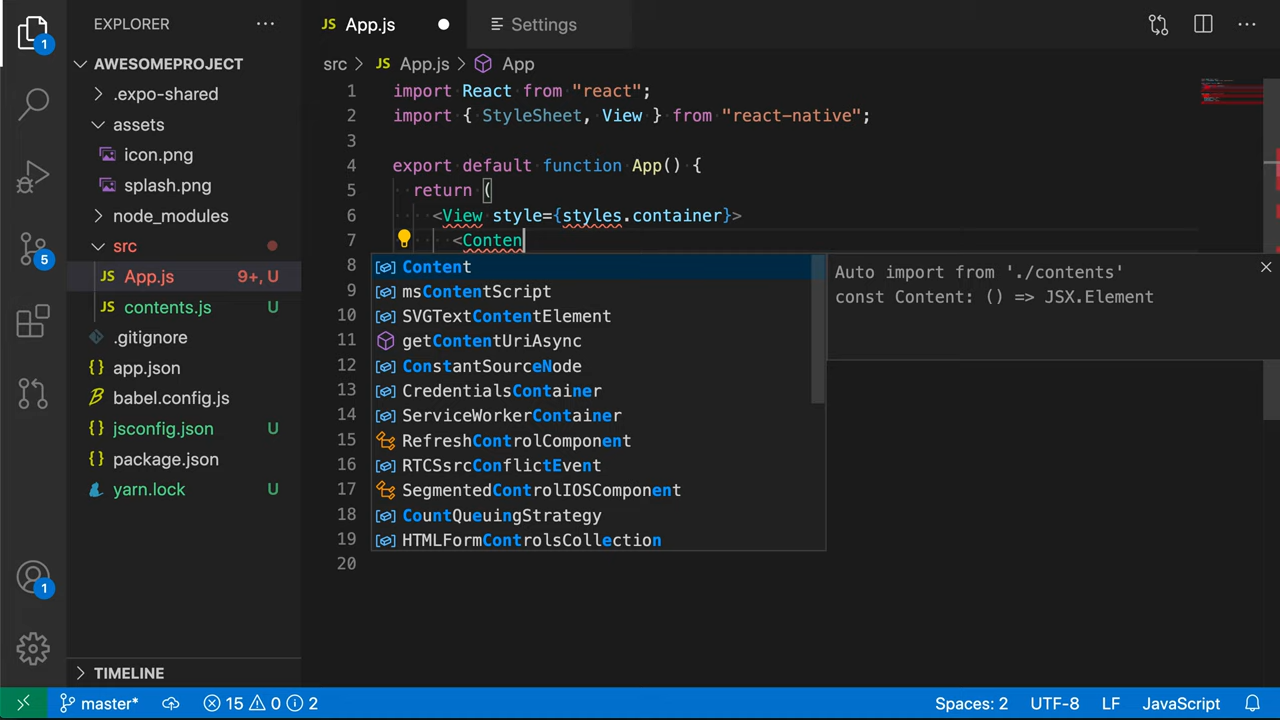 EXPLORER
AWESOMEPROJECT
.expo-shared
assets
icon.png
splash.png
node_modules
src
App.js 9+, U
contents.js U
.gitignore
app.json
babel.config.js
jsconfig.json U
package.json
yarn.lock U
TIMELINE
1
5
1
JS App.js
Settings
src > JS App.js > App
1 import React from "react";
2 import { StyleSheet, View } from "react-native";
3
4 export default function App() {
5 return (
6 <View style={styles.container}>
7 <Conten
8
9
10
11
12
13
14
15
16
17
18
19
20
Content
msContentScript
SVGTextContentElement
getContentUriAsync
ConstantSourceNode
CredentialsContainer
ServiceWorkerContainer
RefreshControlComponent
RTCSsrcConflictEvent
SegmentedControlIOSComponent
CountQueuingStrategy
HTMLFormControlsCollection
Auto import from './contents'
const Content: () => JSX.Element
master* 15 0 2 Spaces: 2 UTF-8 LF JavaScript